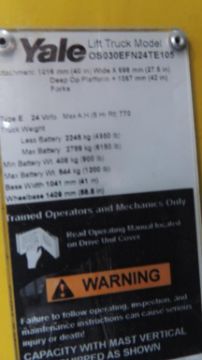 Yale Lift Truck Model
OS030EFN24TE105
Attachment: 1016 mm (40 in) Wide X 698 mm (27.5 in)
Deep Op Platform + 1067 mm (42 in)
Forks
Type E 24 Volts Max A.H. (6 Hr Rt) 770
Truck Weight
Less Battery 2245 kg (4950 lb)
Max Battery 2789 kg (6150 lb)
Min Battery Wt. 408 kg (900 lb)
Max Battery Wt. 544 kg (1200 lb)
Base Width 1041 mm (41 in)
Wheelbase 1409 mm (55.5 in)
Trained Operators and Mechanics Only
Read Operating Manual located
on Drive Unit Cover
WARNING
Failure to follow operating, inspection, and
maintenance instructions can cause serious
injury or death!
CAPACITY WITH MAST VERTICAL
EQUIPPED AS SHOWN